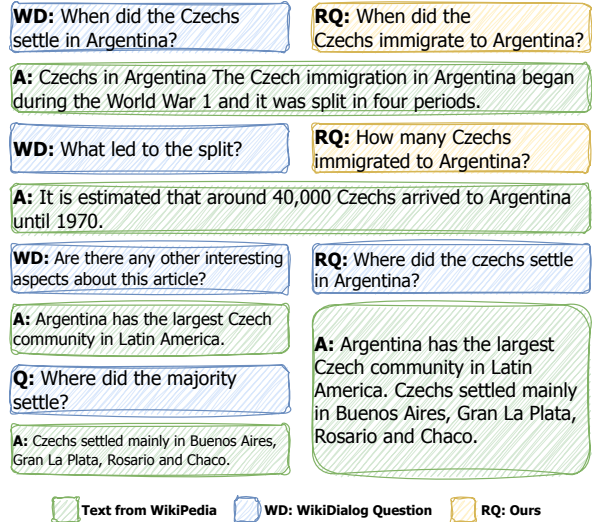 WD: When did the Czechs
settle in Argentina?
RQ: When did the
Czechs immigrate to Argentina?
A: Czechs in Argentina The Czech immigration in Argentina began
during the World War 1 and it was split in four periods.
WD: What led to the split?
RQ: How many Czechs
immigrated to Argentina?
A: It is estimated that around 40,000 Czechs arrived to Argentina
until 1970.
WD: Are there any other interesting
aspects about this article?
RQ: Where did the czechs settle
in Argentina?
A: Argentina has the largest Czech
community in Latin America.
Q: Where did the majority
settle?
A: Czechs settled mainly in Buenos Aires,
Gran La Plata, Rosario and Chaco.
A: Argentina has the largest
Czech community in Latin
America. Czechs settled mainly
in Buenos Aires, Gran La Plata,
Rosario and Chaco.
Text from WikiPedia
WD: WikiDialog Question
RQ: Ours